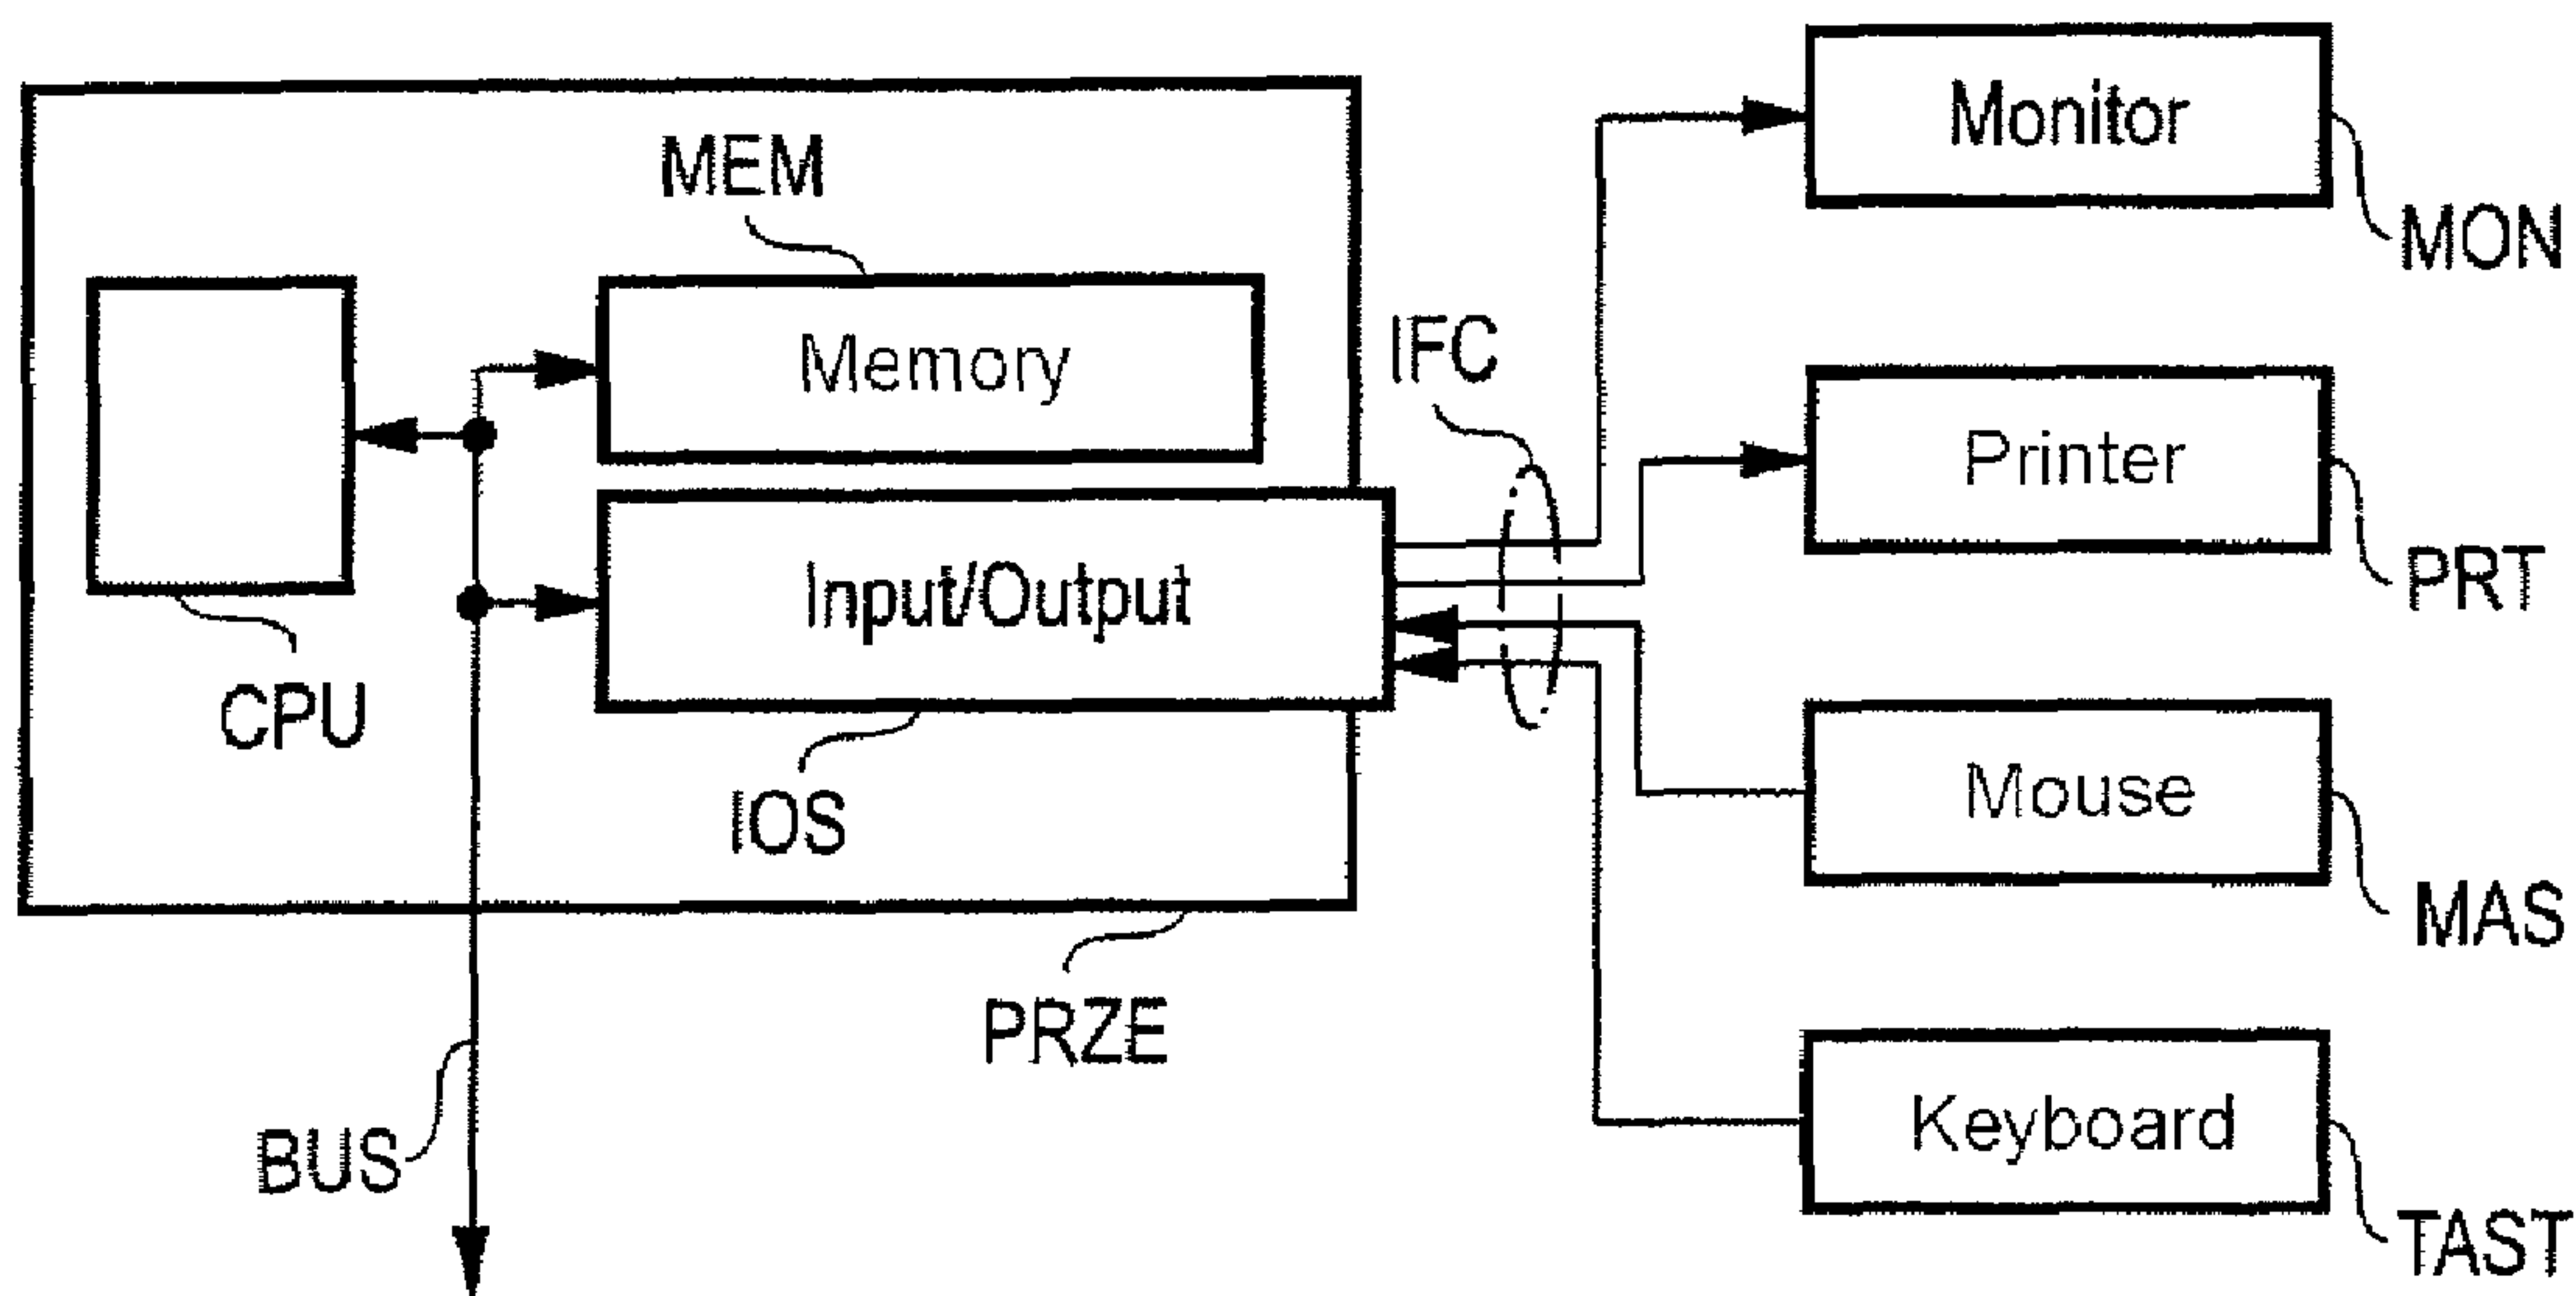 Monitor
MON
MEM
Memory
IFC
Printer
PRT
Input/Output
CPU
IOS
Mouse
MAS
PRZE
BUS
Keyboard
TAST